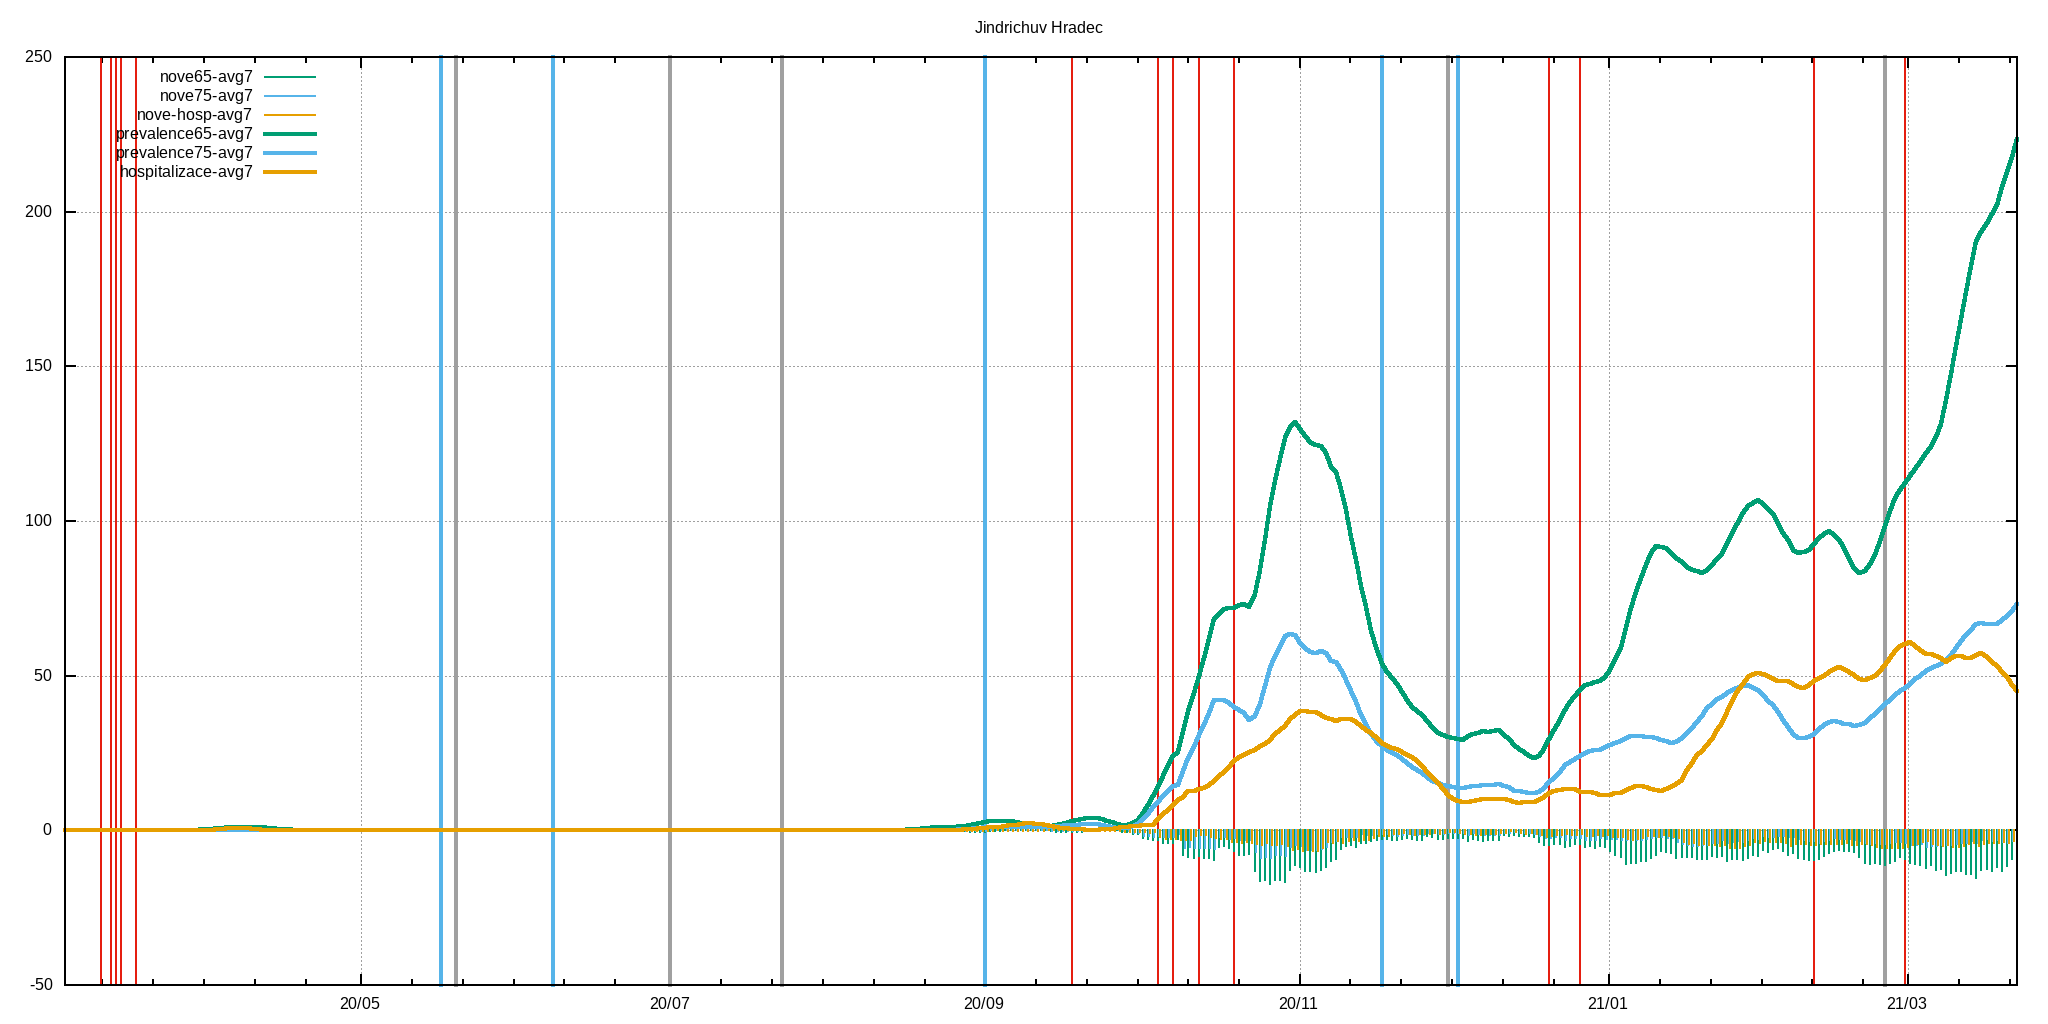 Jindrichuv Hradec
250
200
150
100
50
0
-50
nove65-avg7
nove75-avg7
nove-hosp-avg7
prevalence65-avg7
prevalence75-avg7
hospitalizace-avg7
20/05 20/07 20/09 20/11 21/01 21/03